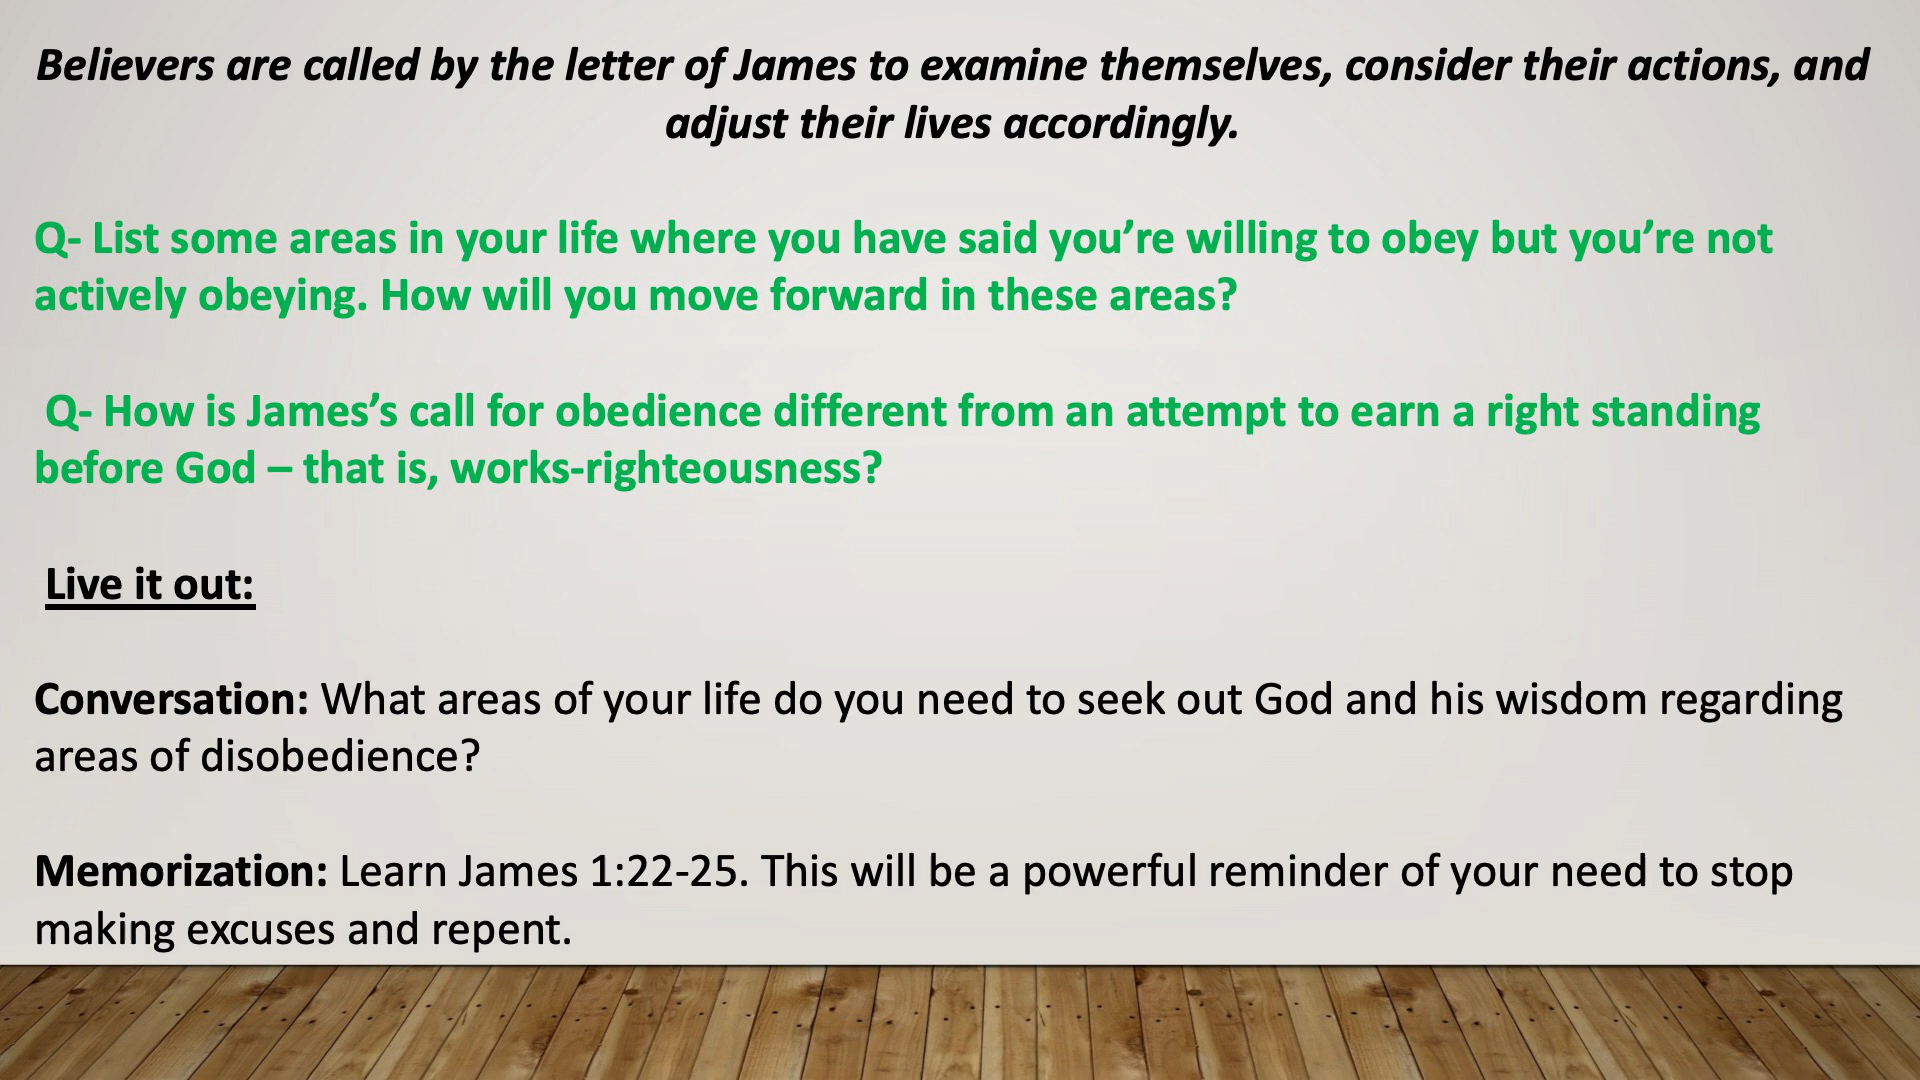 Believers are called by the letter of James to examine themselves, consider their actions, and
adjust their lives accordingly.
Q- List some areas in your life where you have said you’re willing to obey but you’re not
actively obeying. How will you move forward in these areas?
Q- How is James’s call for obedience different from an attempt to earn a right standing
before God – that is, works-righteousness?
Live it out:
Conversation: What areas of your life do you need to seek out God and his wisdom regarding
areas of disobedience?
Memorization: Learn James 1:22-25. This will be a powerful reminder of your need to stop
making excuses and repent.